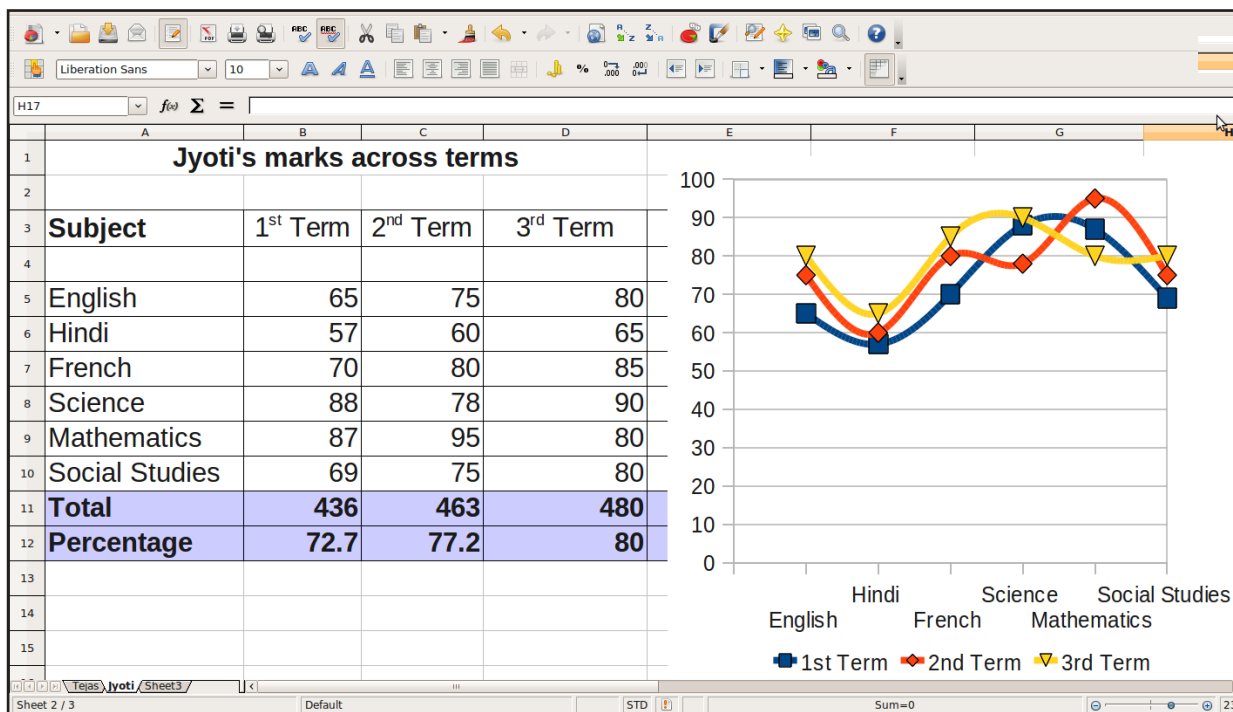 Liberation Sans 10
H17 f(x) Σ =
A B C D E F G H
1 Jyoti's marks across terms
2
3 Subject 1st Term 2nd Term 3rd Term
4
5 English 65 75 80
6 Hindi 57 60 65
7 French 70 80 85
8 Science 88 78 90
9 Mathematics 87 95 80
10 Social Studies 69 75 80
11 Total 436 463 480
12 Percentage 72.7 77.2 80
13
14
15
100
90
80
70
60
50
40
30
20
10
0
Hindi Science Social Studies
English French Mathematics
1st Term 2nd Term 3rd Term
Tejas Jyoti Sheet3
Sheet 2 / 3 Default STD Sum=0